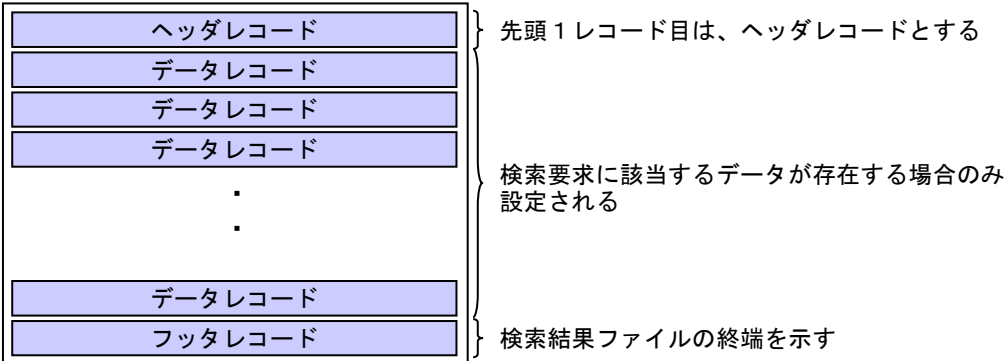 ヘッダレコード
先頭１レコード目は、ヘッダレコードとする
データレコード
データレコード
データレコード
・
・
検索要求に該当するデータが存在する場合のみ
設定される
データレコード
フッタレコード
検索結果ファイルの終端を示す